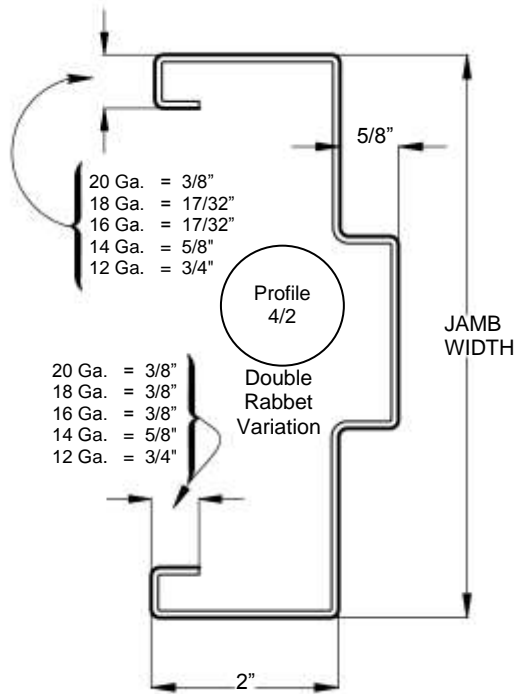 5/8”
20 Ga. = 3/8”
18 Ga. = 17/32”
16 Ga. = 17/32”
14 Ga. = 5/8"
12 Ga. = 3/4"
Profile
4/2
JAMB
WIDTH
Double
Rabbet
Variation
20 Ga. = 3/8”
18 Ga. = 3/8”
16 Ga. = 3/8”
14 Ga. = 5/8"
12 Ga. = 3/4"
2”